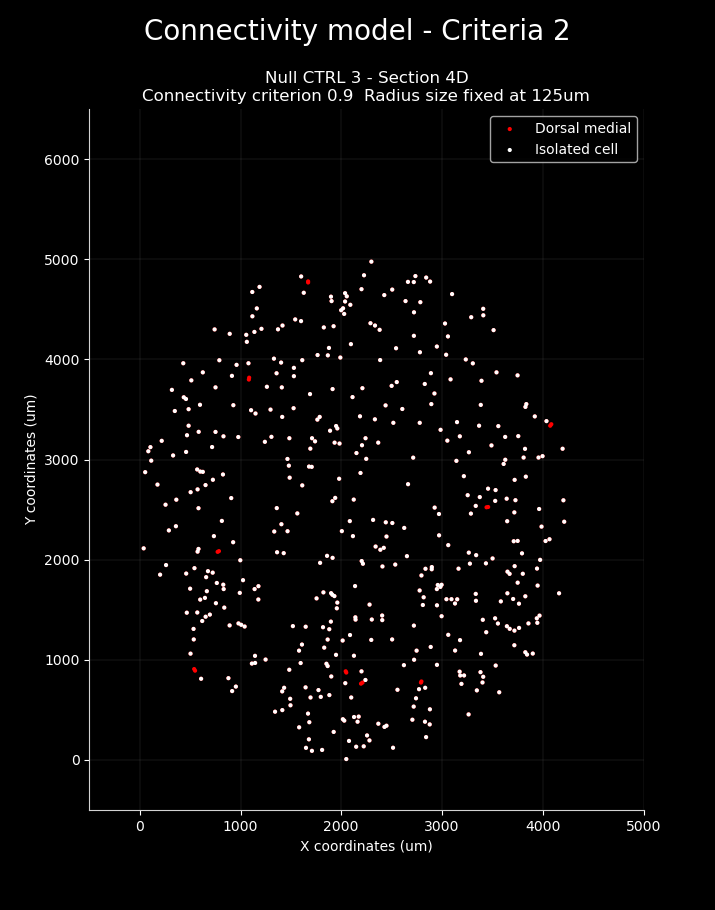 Connectivity model - Criteria 2
Null CTRL 3 - Section 4D
Connectivity criterion 0.9  Radius size fixed at 125um
Dorsal medial
Isolated cell
6000
5000
4000
3000
2000
1000
0
Y coordinates (um)
0 1000 2000 3000 4000 5000
X coordinates (um)